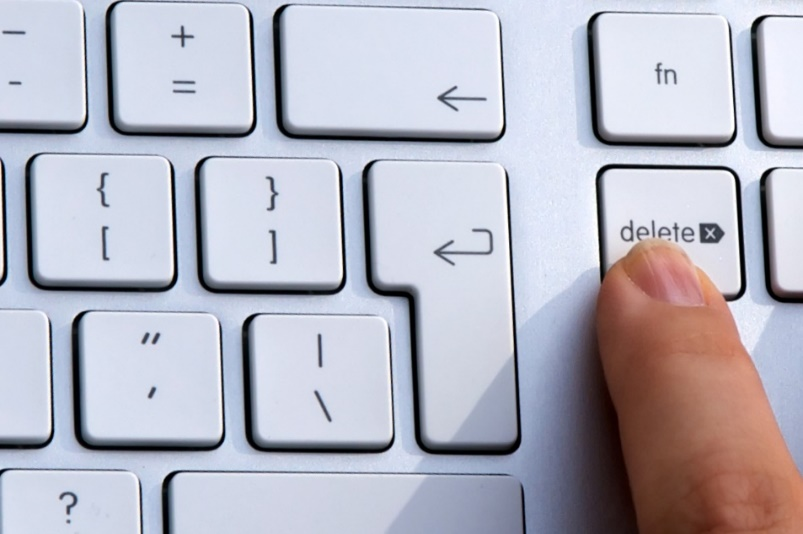 — +
- = ←
fn
{ }
[ ] ↵
delete
" |
' \
?